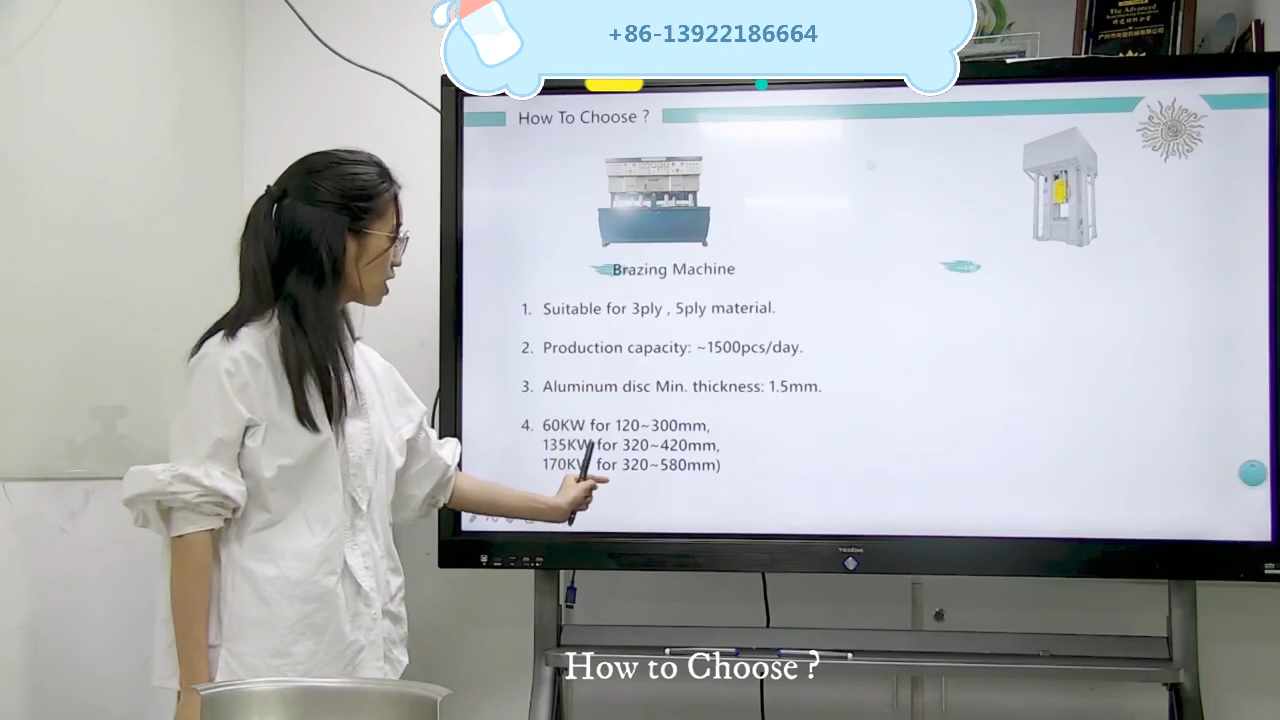 +86-13922186664
The Advanced
How To Choose ?
Brazing Machine
1. Suitable for 3ply , 5ply material.
2. Production capacity: ~1500pcs/day.
3. Aluminum disc Min. thickness: 1.5mm.
4. 60KW for 120~300mm,
135KW for 320~420mm,
170KW for 320~580mm)
How to Choose ?